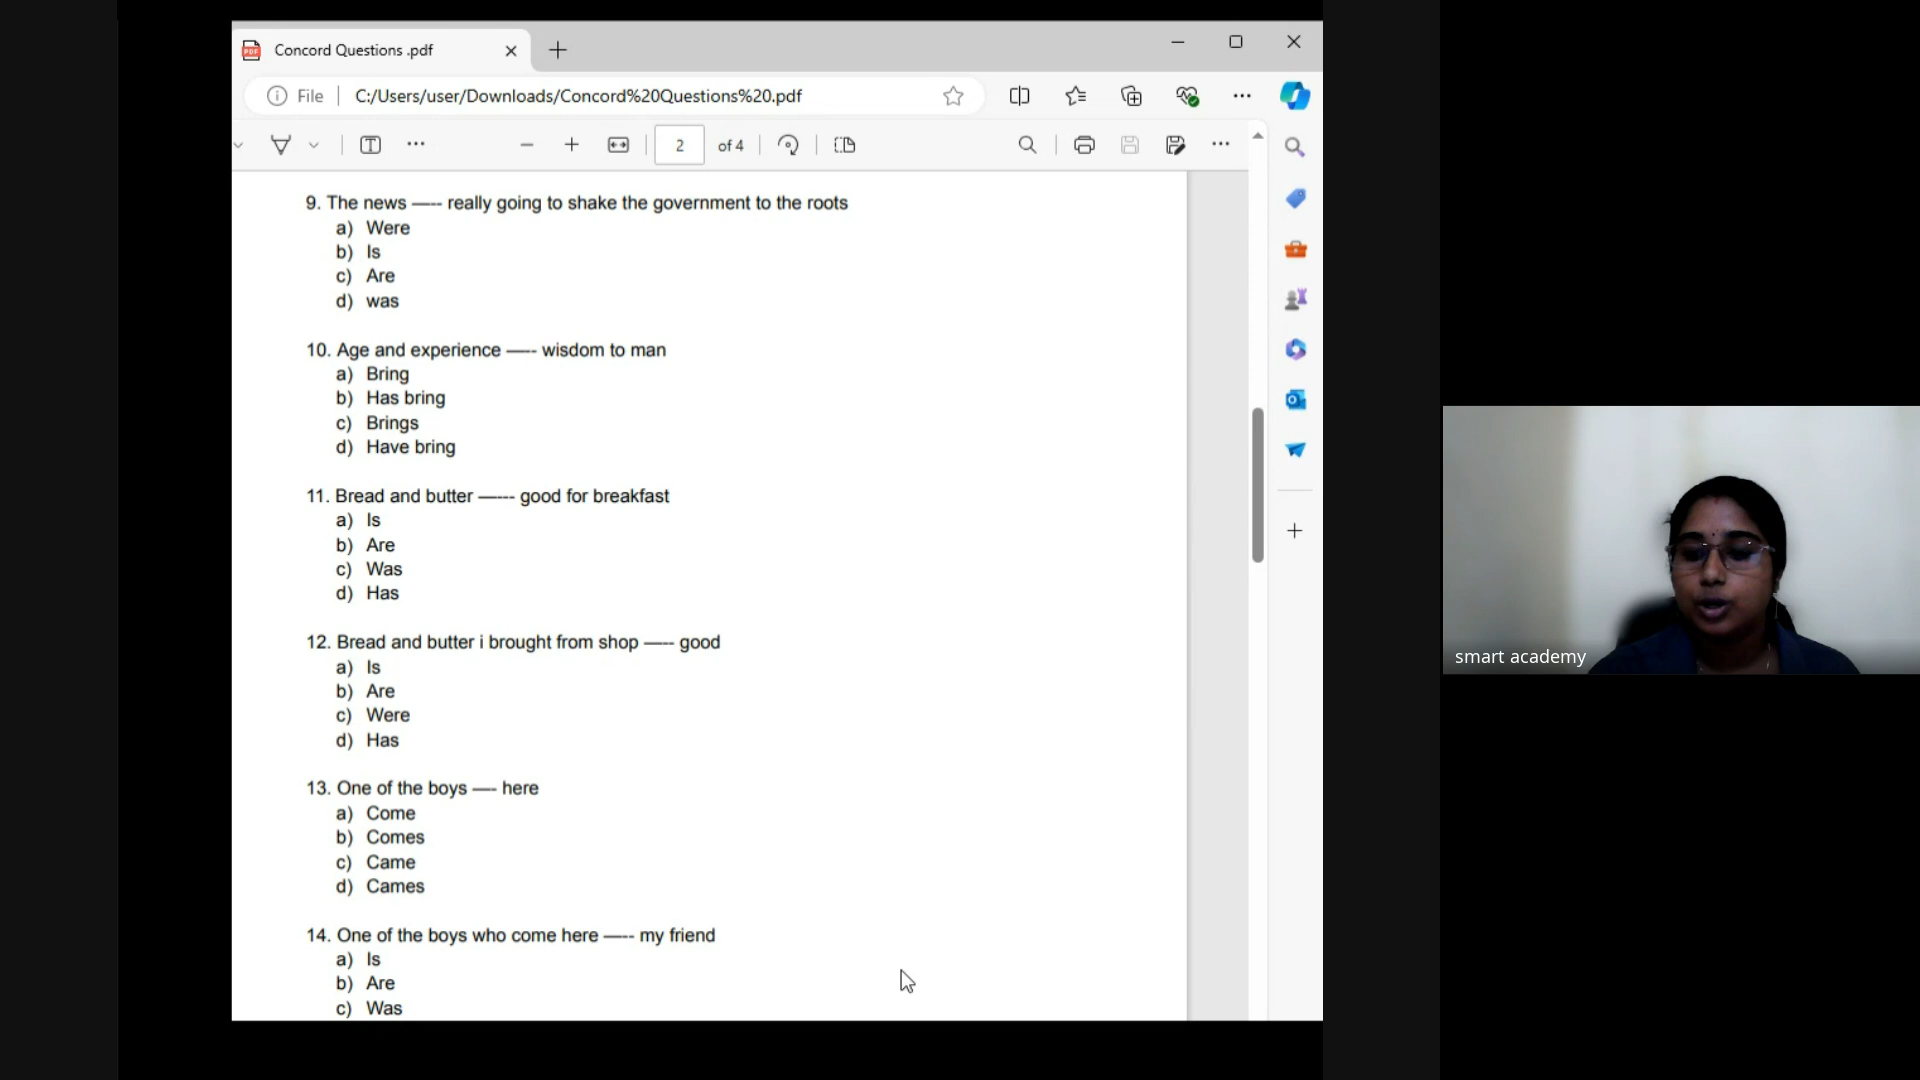 Concord Questions .pdf
File
C:/Users/user/Downloads/Concord%20Questions%20.pdf
2 of 4
9. The news —-- really going to shake the government to the roots
a) Were
b) Is
c) Are
d) was
10. Age and experience —-- wisdom to man
a) Bring
b) Has bring
c) Brings
d) Have bring
11. Bread and butter —--- good for breakfast
a) Is
b) Are
c) Was
d) Has
12. Bread and butter i brought from shop —-- good
a) Is
b) Are
c) Were
d) Has
13. One of the boys —- here
a) Come
b) Comes
c) Came
d) Cames
14. One of the boys who come here —-- my friend
a) Is
b) Are
c) Was
smart academy